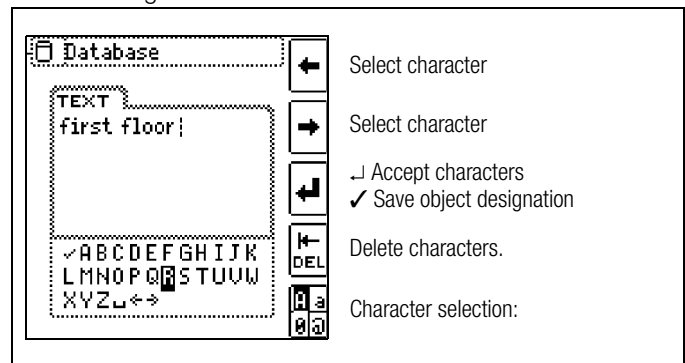 Database
Select character
TEXT
first floor
Select character
↵ Accept characters
✓ Save object designation
DEL
Delete characters.
✓ABCDEFGHIJK
LMNOPQRSTUVW
XYZ␣←→
A a
0 @
Character selection: